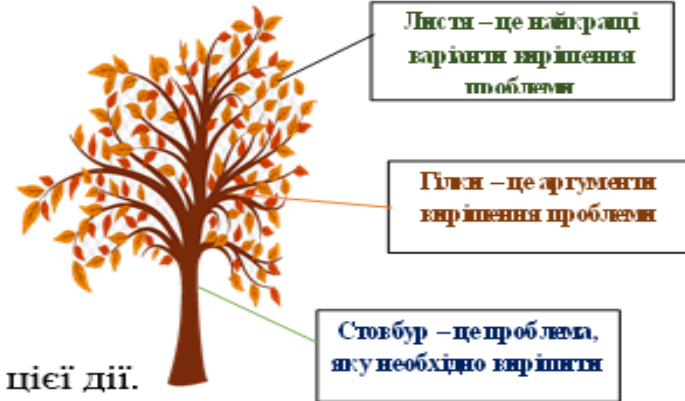 Листя – це найкращі
варіанти вирішення
проблеми
Гілки – це аргументи
вирішення проблеми
Стовбур – це проблема,
яку необхідно вирішити
цієї дії.